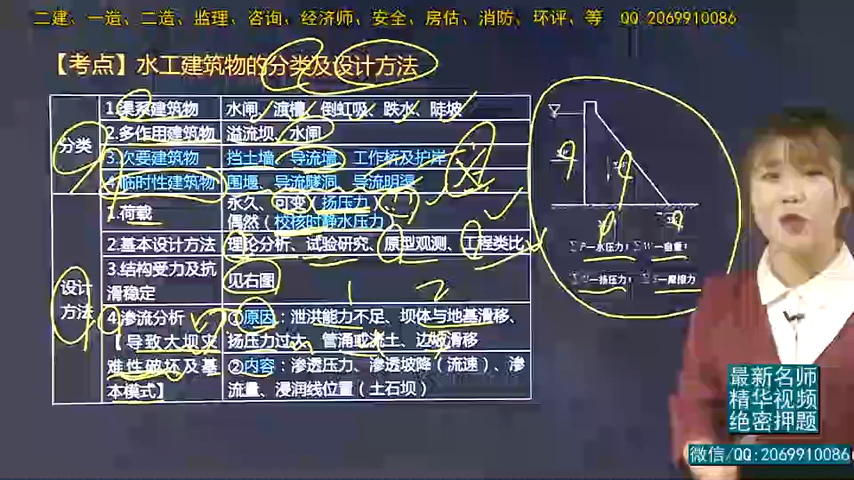 二建、一造、二造、监理、咨询、经济师、安全、房估、消防、环评、等 QQ:2069910086
【考点】水工建筑物的分类及设计方法
分类
1.渠系建筑物 水闸、渡槽、倒虹吸、跌水、陡坡
2.多作用建筑物 溢流坝、水闸
3.次要建筑物 挡土墙、导流墙、工作桥及护岸
4.临时性建筑物 围堰、导流隧洞、导流明渠
设计方法
1.荷载 永久、可变（扬压力）、
偶然（校核时静水压力）
2.基本设计方法 理论分析、试验研究、原型观测、工程类比
3.结构受力及抗滑稳定 见右图
4.渗流分析
【导致大坝灾
难性破坏及基
本模式】
①原因：泄洪能力不足、坝体与地基滑移、
扬压力过大、管涌或流土、边坡滑移
②内容：渗透压力、渗透坡降（流速）、渗
流量、浸润线位置（土石坝）
ΣP—水压力；ΣW—自重；
—扬压力；—摩擦力
最新名师
精华视频
绝密押题
微信/QQ:2069910086